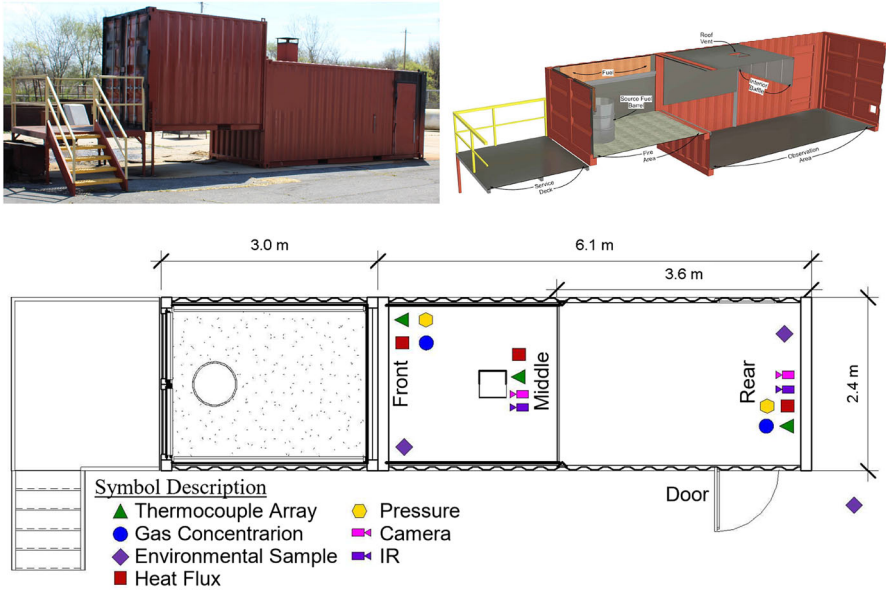 Roof
Vent
Fuel
Interior
Baffle
Source Fuel
Barrel
Fire
Area
Observation
Area
Service
Deck
3.0 m
6.1 m
3.6 m
2.4 m
Front
Middle
Rear
Door
Symbol Description
Thermocouple Array
Pressure
Gas Concentrarion
Camera
Environmental Sample
IR
Heat Flux